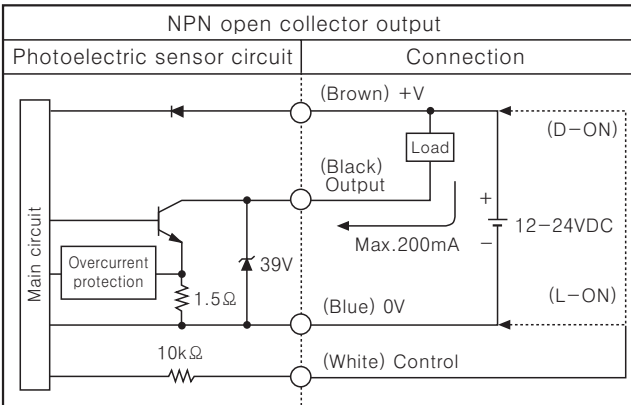 NPN open collector output
Photoelectric sensor circuit
Connection
(Brown) +V
(D-ON)
Load
(Black)
Output
Main circuit
+
12-24VDC
-
Max.200mA
Overcurrent
protection
39V
1.5Ω
(L-ON)
(Blue) 0V
10kΩ
(White) Control